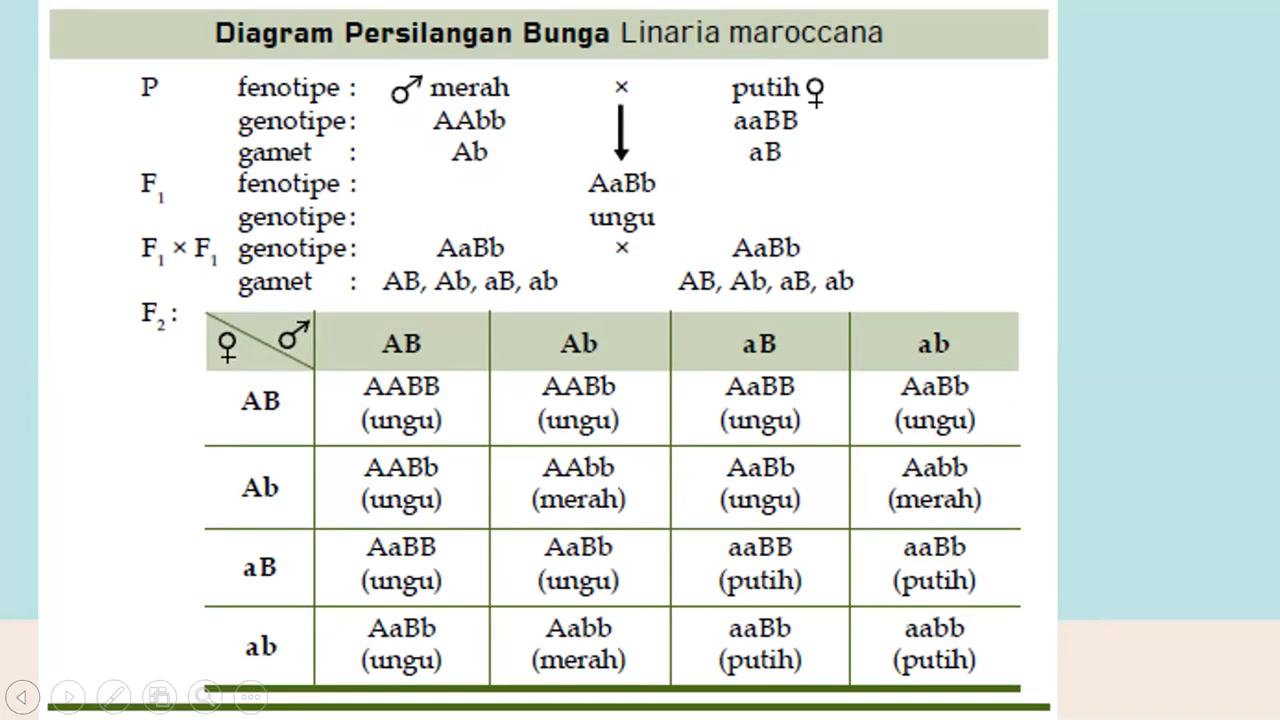 Diagram Persilangan Bunga Linaria maroccana
P fenotipe : ♂ merah × putih ♀
genotipe: AAbb aaBB
gamet : Ab aB
F1 fenotipe : AaBb
genotipe: ungu
F1 × F1 genotipe: AaBb × AaBb
gamet : AB, Ab, aB, ab AB, Ab, aB, ab
F2 :
♀ ♂ AB Ab aB ab
AB AABB AABb AaBB AaBb
(ungu) (ungu) (ungu) (ungu)
Ab AABb AAbb AaBb Aabb
(ungu) (merah) (ungu) (merah)
aB AaBB AaBb aaBB aaBb
(ungu) (ungu) (putih) (putih)
ab AaBb Aabb aaBb aabb
(ungu) (merah) (putih) (putih)